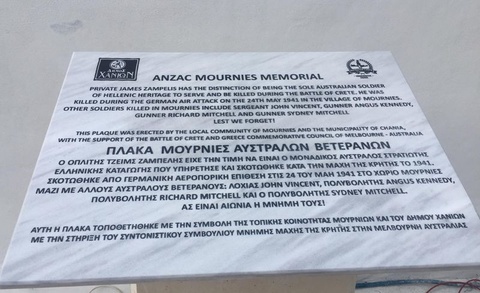 ΔΗΜΟΣ
ΧΑΝΙΩΝ
ANZAC MOURNIES MEMORIAL
PRIVATE JAMES ZAMPELIS HAS THE DISTINCTION OF BEING THE SOLE AUSTRALIAN SOLDIER
OF HELLENIC HERITAGE TO SERVE AND BE KILLED DURING THE BATTLE OF CRETE. HE WAS
KILLED DURING THE GERMAN AIR ATTACK ON THE 24TH MAY 1941 IN THE VILLAGE OF MOURNIES.
OTHER SOLDIERS KILLED IN MOURNIES INCLUDE SERGEANT JOHN VINCENT, GUNNER ANGUS KENNEDY,
GUNNER RICHARD MITCHELL AND GUNNER SYDNEY MITCHELL.
LEST WE FORGET!
THIS PLAQUE WAS ERECTED BY THE LOCAL COMMUNITY OF MOURNIES AND THE MUNICIPALITY OF CHANIA,
WITH THE SUPPORT OF THE BATTLE OF CRETE AND GREECE COMMEMORATIVE COUNCIL OF MELBOURNE - AUSTRALIA
ΠΛΑΚΑ ΜΟΥΡΝΙΕΣ ΑΥΣΤΡΑΛΩΝ ΒΕΤΕΡΑΝΩΝ
Ο ΟΠΛΙΤΗΣ ΤΖΕΙΜΣ ΖΑΜΠΕΛΗΣ ΕΙΧΕ ΤΗΝ ΤΙΜΗ ΝΑ ΕΙΝΑΙ Ο ΜΟΝΑΔΙΚΟΣ ΑΥΣΤΡΑΛΟΣ ΣΤΡΑΤΙΩΤΗΣ
ΕΛΛΗΝΙΚΗΣ ΚΑΤΑΓΩΓΗΣ ΠΟΥ ΥΠΗΡΕΤΗΣΕ ΚΑΙ ΣΚΟΤΩΘΗΚΕ ΚΑΤΑ ΤΗΝ ΜΑΧΗ ΤΗΣ ΚΡΗΤΗΣ ΤΟ 1941.
ΣΚΟΤΩΘΗΚΕ ΑΠΟ ΓΕΡΜΑΝΙΚΗ ΑΕΡΟΠΟΡΙΚΗ ΕΠΙΘΕΣΗ ΣΤΙΣ 24 ΤΟΥ ΜΑΗ 1941 ΣΤΟ ΧΩΡΙΟ ΜΟΥΡΝΙΕΣ
ΜΑΖΙ ΜΕ ΑΛΛΟΥΣ ΑΥΣΤΡΑΛΟΥΣ ΒΕΤΕΡΑΝΟΥΣ: ΛΟΧΙΑΣ JOHN VINCENT, ΠΟΛΥΒΟΛΗΤΗΣ ANGUS KENNEDY,
ΠΟΛΥΒΟΛΗΤΗΣ RICHARD MITCHELL ΚΑΙ Ο ΠΟΛΥΒΟΛΗΤΗΣ SYDNEY MITCHELL.
ΑΣ ΕΙΝΑΙ ΑΙΩΝΙΑ Η ΜΝΗΜΗ ΤΟΥΣ!
ΑΥΤΗ Η ΠΛΑΚΑ ΤΟΠΟΤΕΘΗΤΗΚΕ ΜΕ ΤΗΝ ΣΥΜΒΟΛΗ ΤΗΣ ΤΟΠΙΚΗΣ ΚΟΙΝΟΤΗΤΑΣ ΜΟΥΡΝΙΩΝ ΚΑΙ ΤΟΥ ΔΗΜΟΥ ΧΑΝΙΩΝ
ΜΕ ΤΗΝ ΣΤΗΡΙΞΗ ΤΟΥ ΣΥΝΤΟΝΙΣΤΙΚΟΥ ΣΥΜΒΟΥΛΙΟΥ ΜΝΗΜΗΣ ΜΑΧΗΣ ΤΗΣ ΚΡΗΤΗΣ ΣΤΗΝ ΜΕΛΒΟΥΡΝΗ ΑΥΣΤΡΑΛΙΑΣ